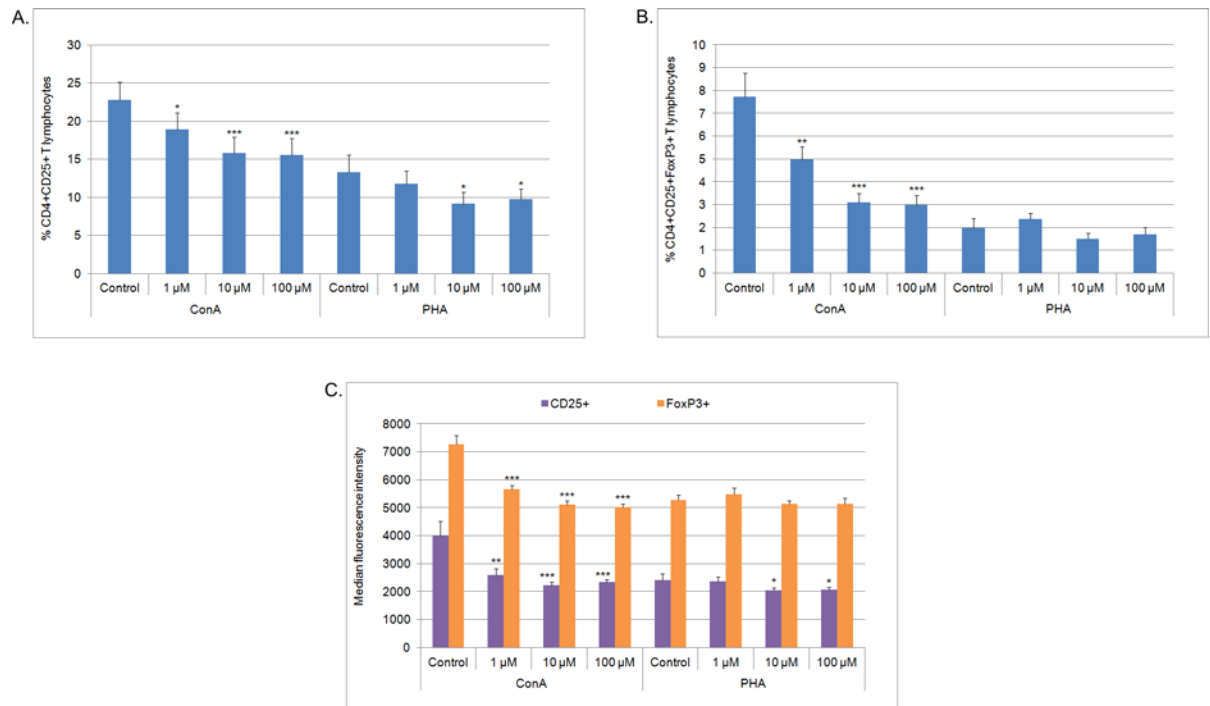 A.
% CD4+CD25+ T lymphocytes
30
25
20
15
10
5
0
* *** *** * *
Control 1 µM 10 µM 100 µM Control 1 µM 10 µM 100 µM
ConA PHA
B.
% CD4+CD25+FoxP3+ T lymphocytes
10
9
8
7
6
5
4
3
2
1
0
** *** ***
Control 1 µM 10 µM 100 µM Control 1 µM 10 µM 100 µM
ConA PHA
C.
CD25+ FoxP3+
Median fluorescence intensity
8000
7000
6000
5000
4000
3000
2000
1000
0
*** *** ***
** *** *** * *
Control 1 µM 10 µM 100 µM Control 1 µM 10 µM 100 µM
ConA PHA